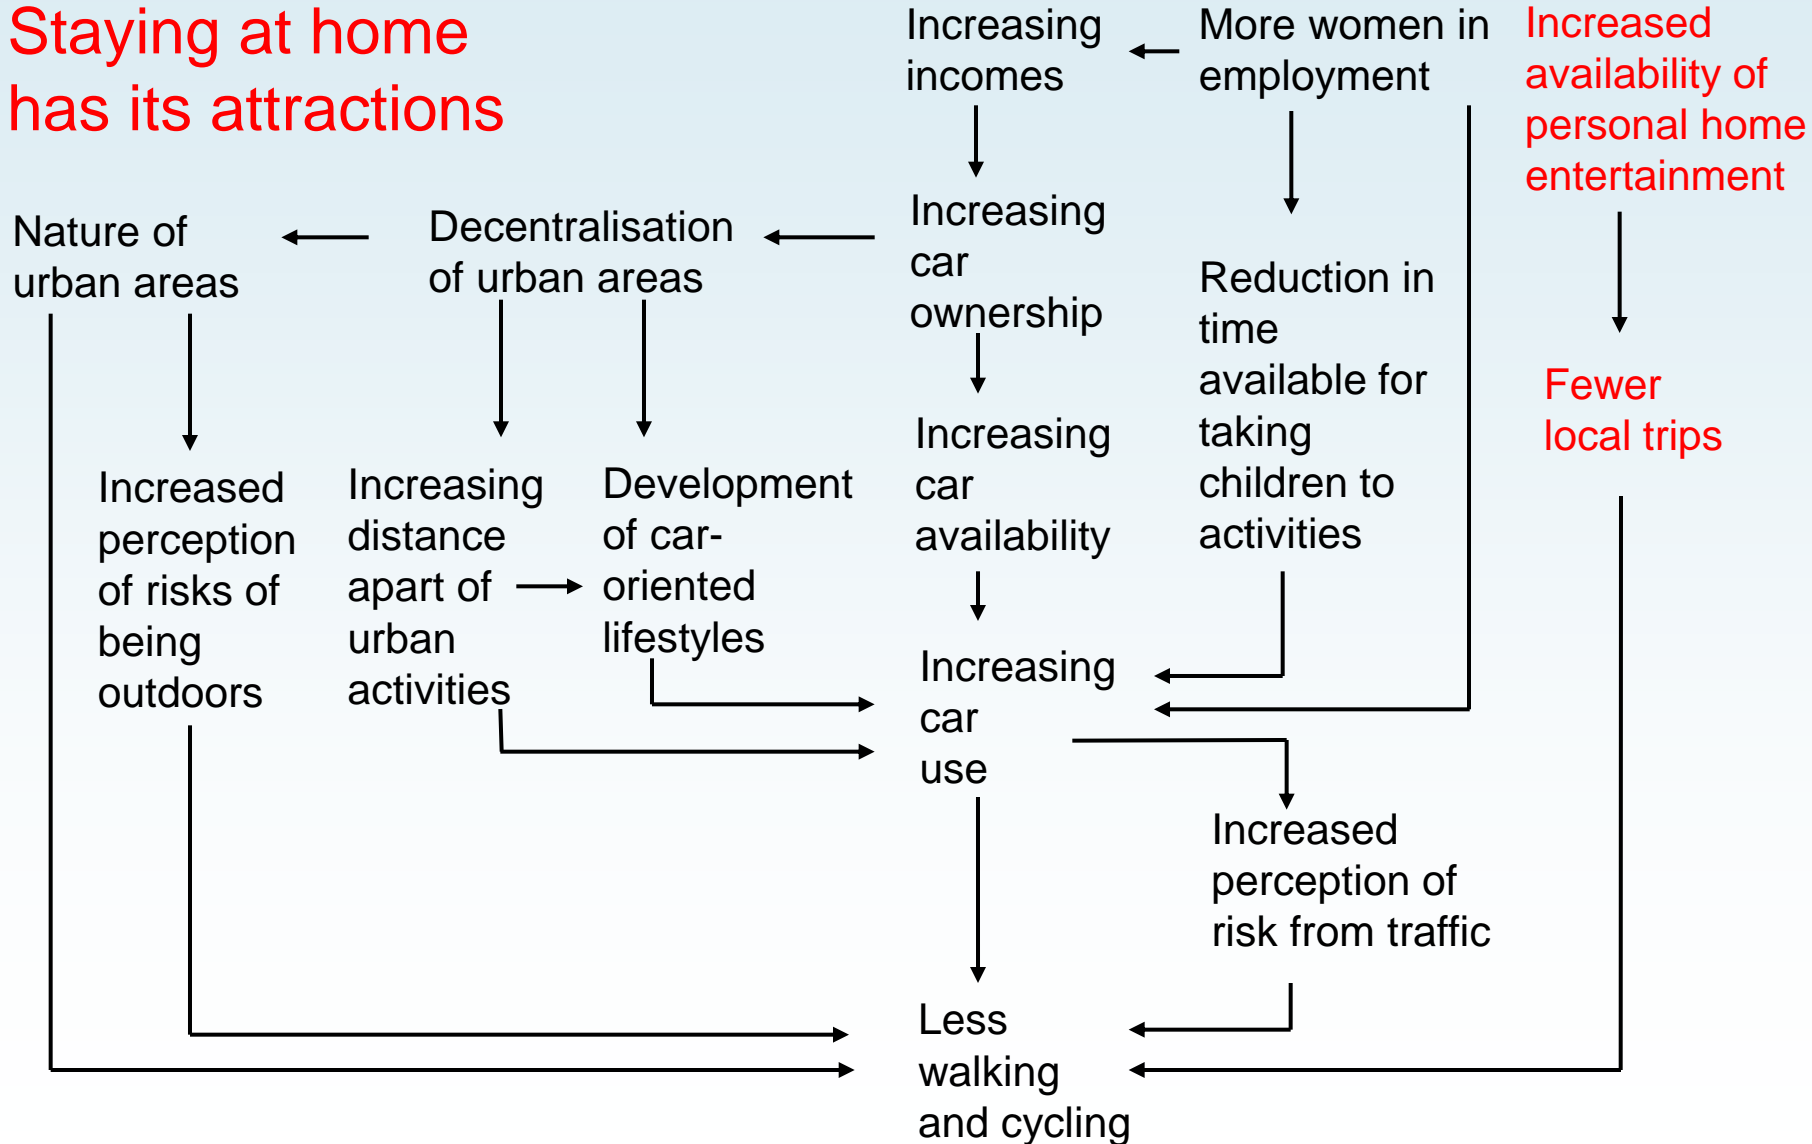 Staying at home
has its attractions
Increasing
incomes
More women in
employment
Increased
availability of
personal home
entertainment
Nature of
urban areas
Decentralisation
of urban areas
Increasing
car
ownership
Reduction in
time
available for
taking
children to
activities
Fewer
local trips
Increased
perception
of risks of
being
outdoors
Increasing
distance
apart of
urban
activities
Development
of car-
oriented
lifestyles
Increasing
car
availability
Increasing
car
use
Increased
perception of
risk from traffic
Less
walking
and cycling